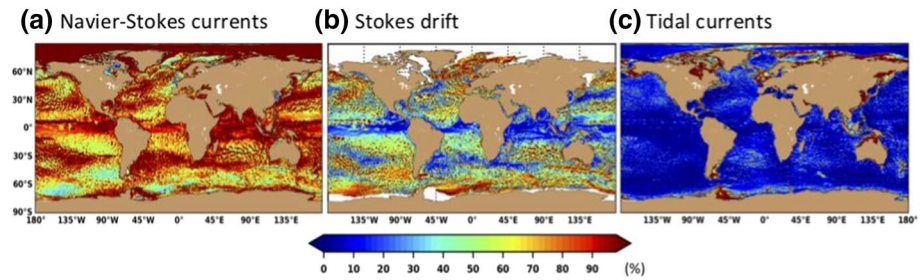 (a) Navier-Stokes currents
(b) Stokes drift
(c) Tidal currents
60°N
30°N
0°
30°S
60°S
90°S
180° 135°W 90°W 45°W 0° 45°E 90°E 135°E
135°W 90°W 45°W 0° 45°E 90°E 135°E
135°W 90°W 45°W 0° 45°E 90°E 135°E 180°
0 10 20 30 40 50 60 70 80 90 (%)